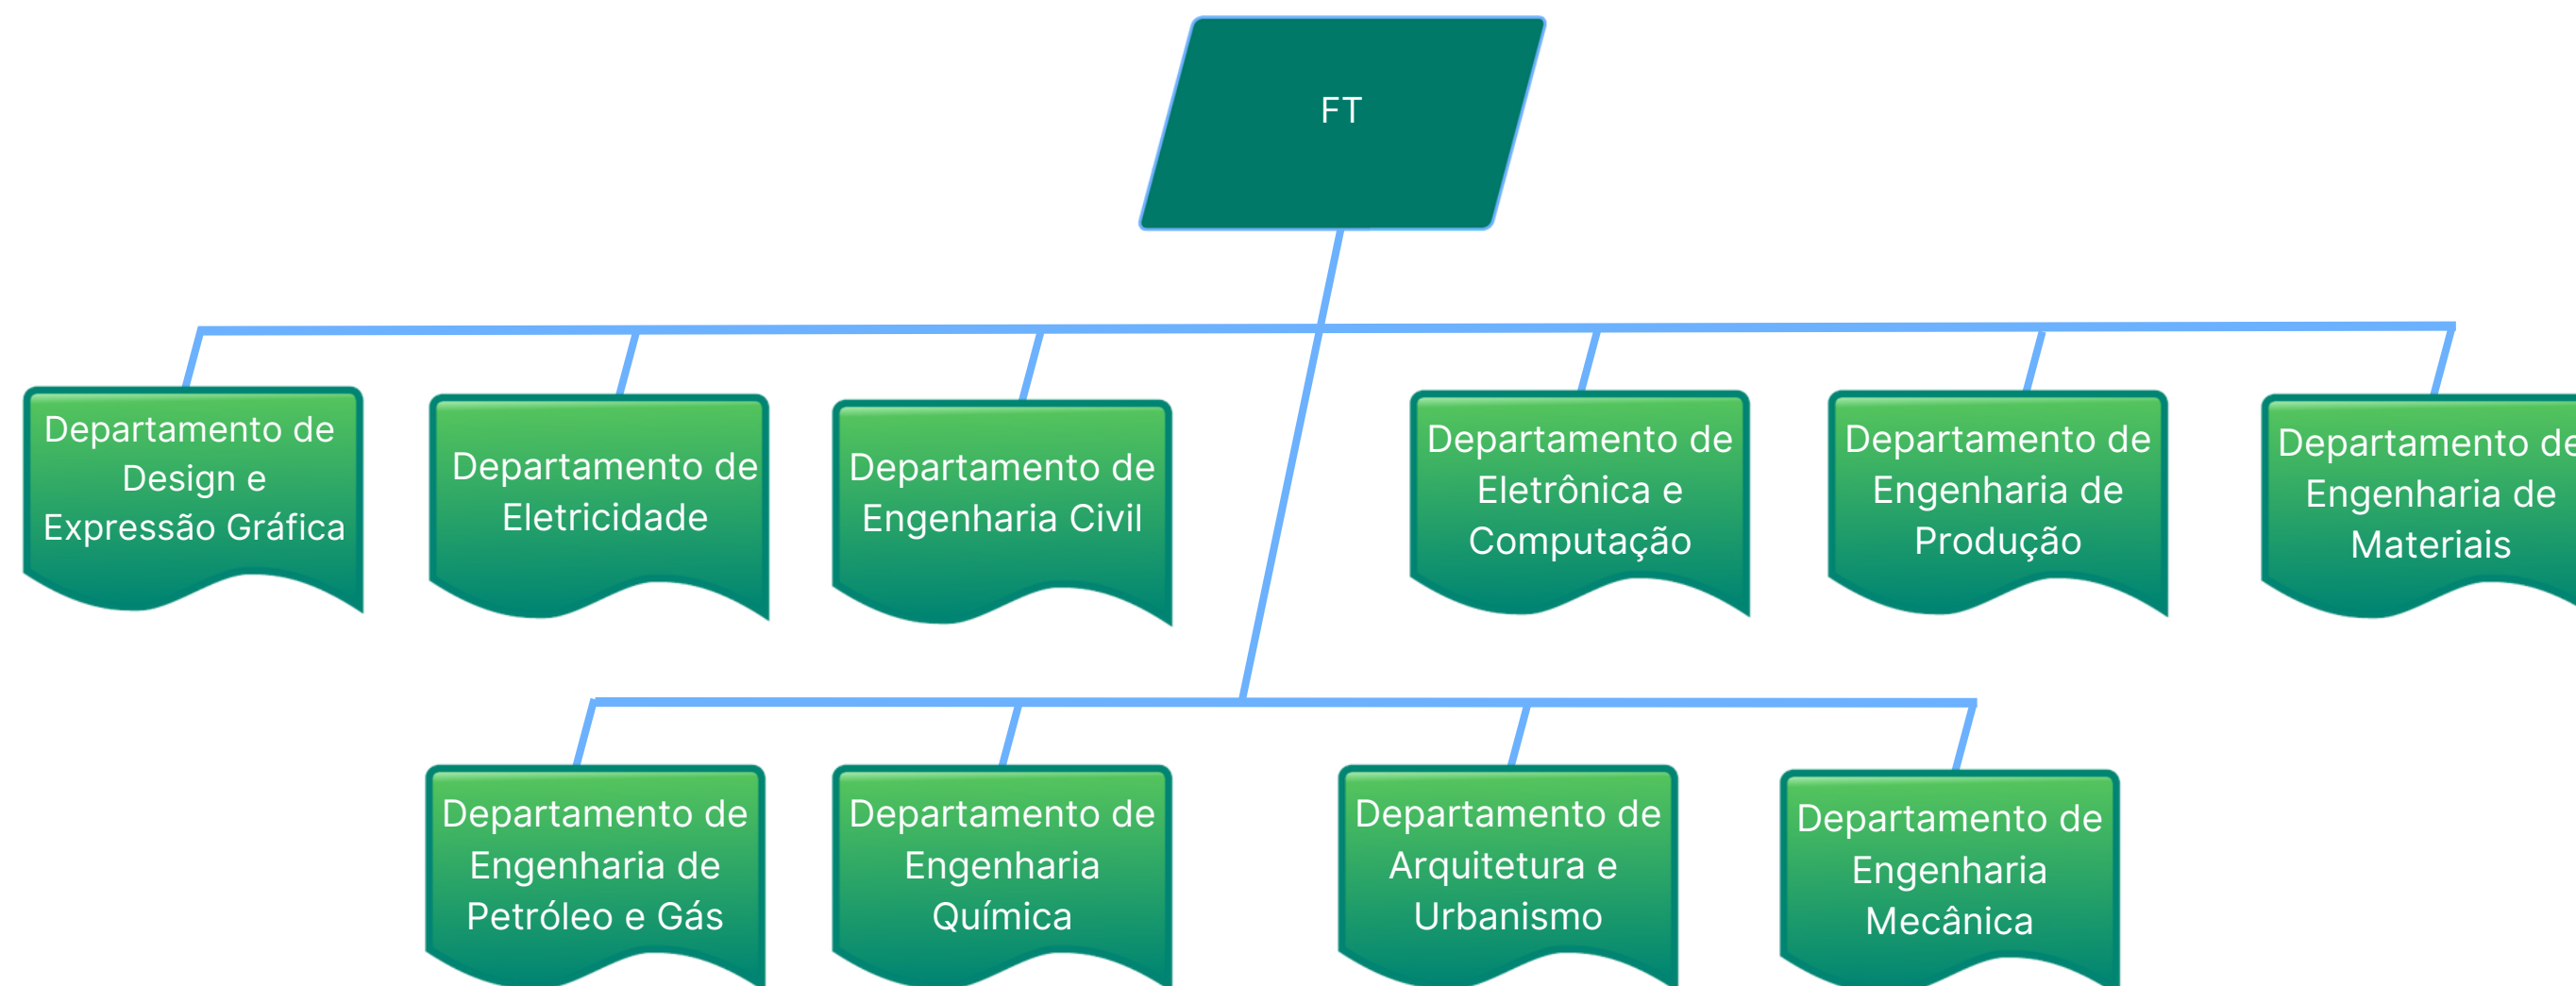 FT
Departamento de
Design e
Expressão Gráfica
Departamento de
Eletricidade
Departamento de
Engenharia Civil
Departamento de
Eletrônica e
Computação
Departamento de
Engenharia de
Produção
Departamento de
Engenharia de
Materiais
Departamento de
Engenharia de
Petróleo e Gás
Departamento de
Engenharia
Química
Departamento de
Arquitetura e
Urbanismo
Departamento de
Engenharia
Mecânica